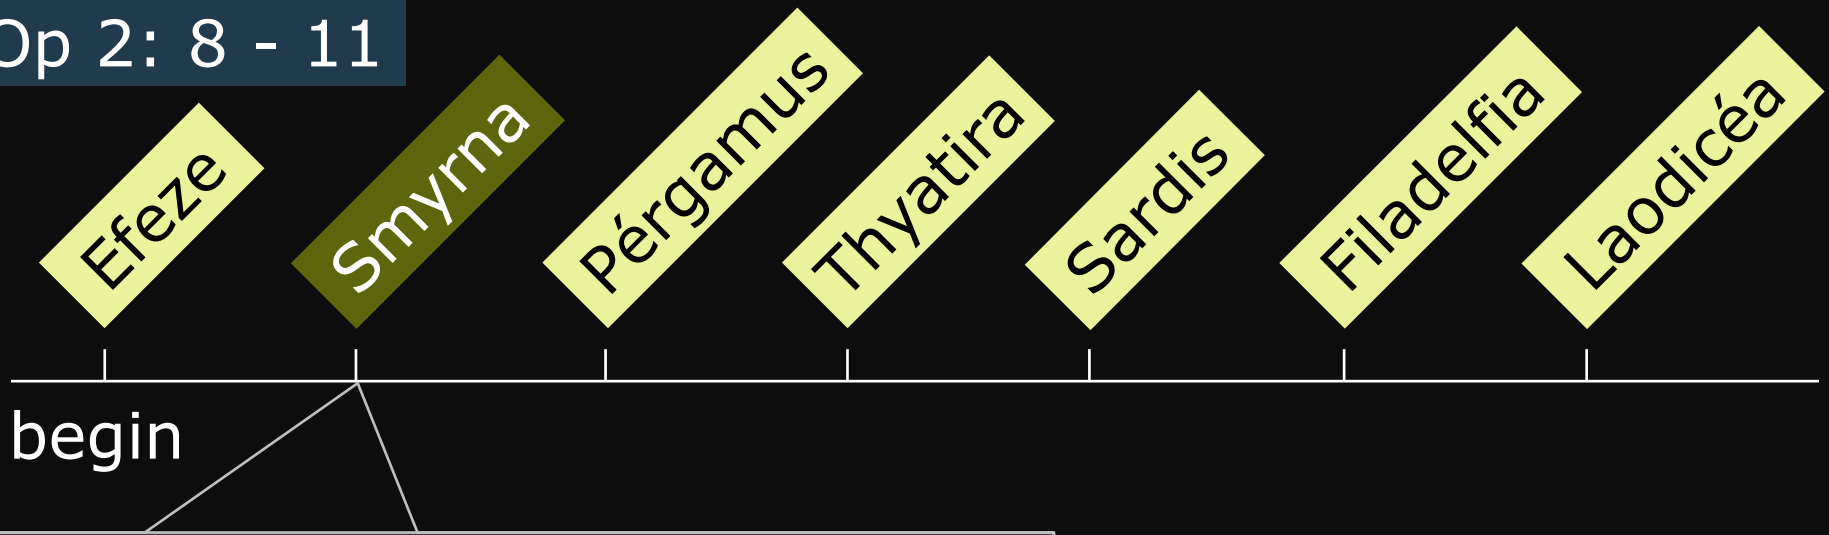 Op 2: 8 - 11
Efeze
Smyrna
Pérgamus
Thyatira
Sardis
Filadelfia
Laodicéa
begin